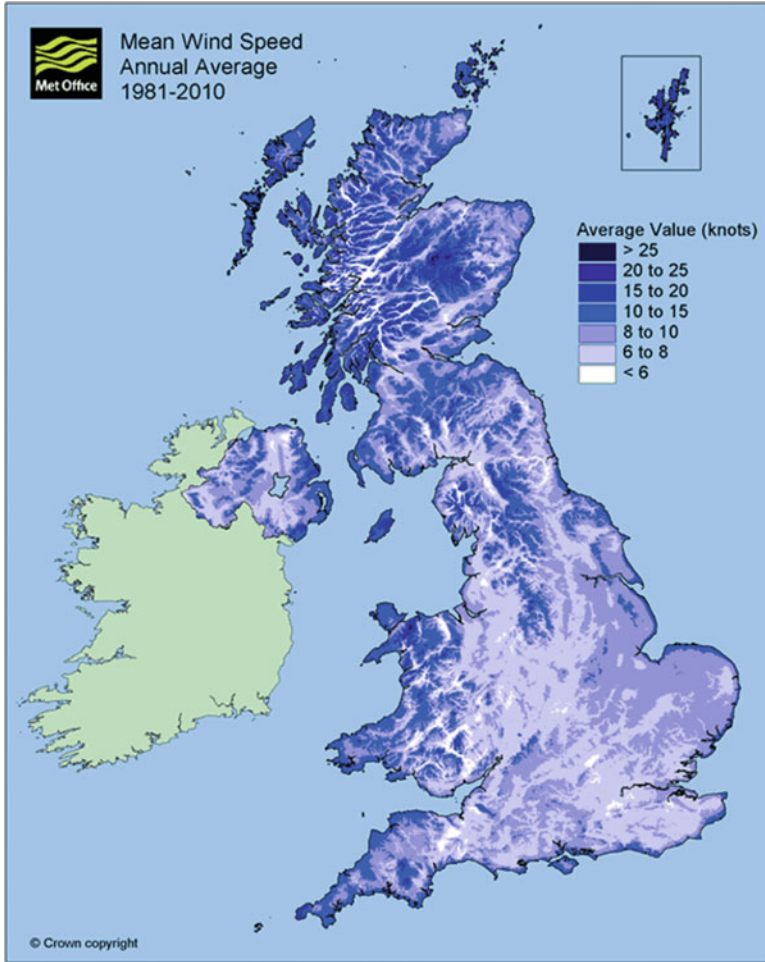 Met Office
Mean Wind Speed
Annual Average
1981-2010
Average Value (knots)
> 25
20 to 25
15 to 20
10 to 15
8 to 10
6 to 8
< 6
© Crown copyright